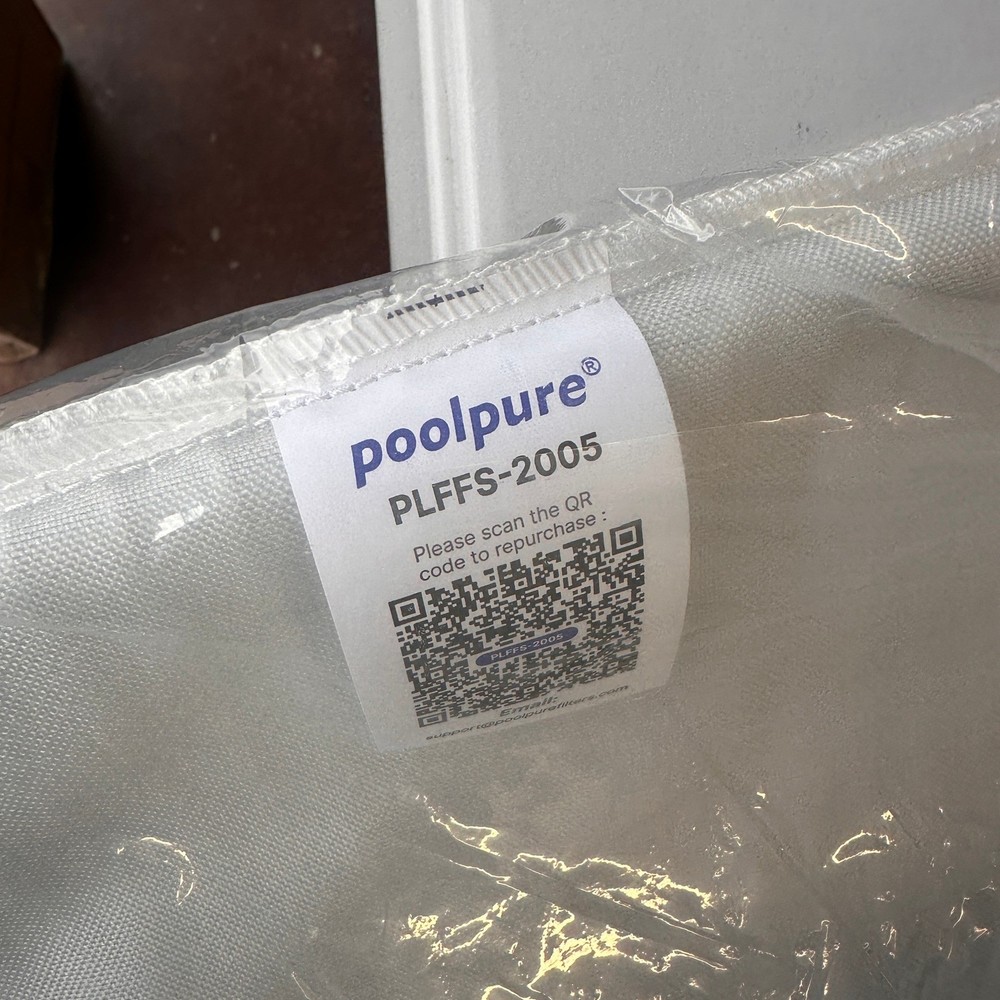 poolpure®
PLFFS-2005
Please scan the QR
code to repurchase :
PLFFS-2005
Email:
support@poolpurefilters.com